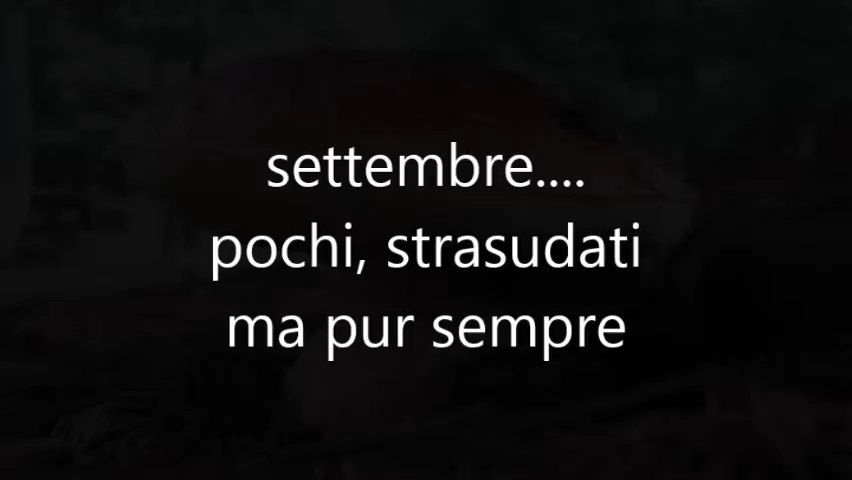 settembre....
pochi, strasudati
ma pur sempre